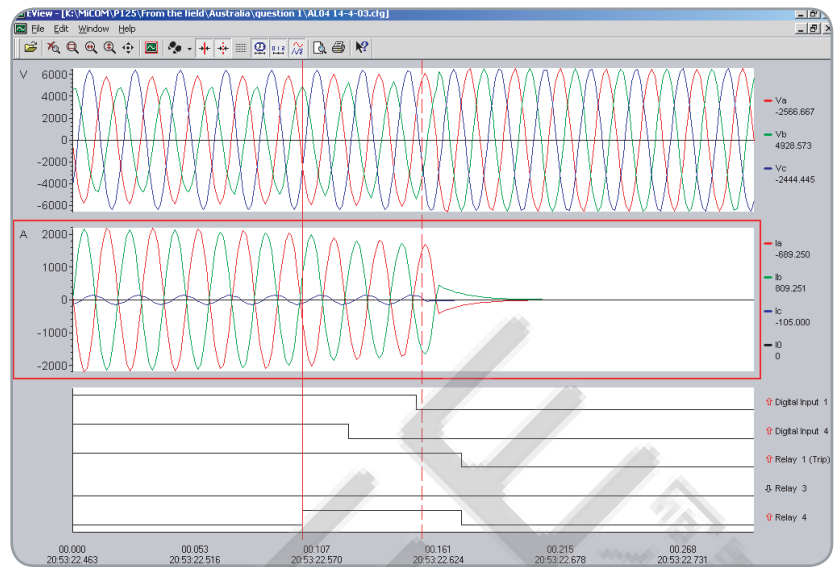 EView - [K:\MiCOM\P125\From the field\Australia\question 1\AL04 14-4-03.cfg]
File Edit Window Help
V
6000
4000
2000
0
-2000
-4000
-6000
Va
-2566.667
Vb
4928.573
Vc
-2444.445
A
2000
1000
0
-1000
-2000
Ia
-689.250
Ib
809.251
Ic
-105.000
I0
0
Digital Input 1
Digital Input 4
Relay 1 (Trip)
Relay 3
Relay 4
00.000 00.053 00.107 00.161 00.215 00.268
20:53:22.463 20:53:22.516 20:53:22.570 20:53:22.624 20:53:22.678 20:53:22.731